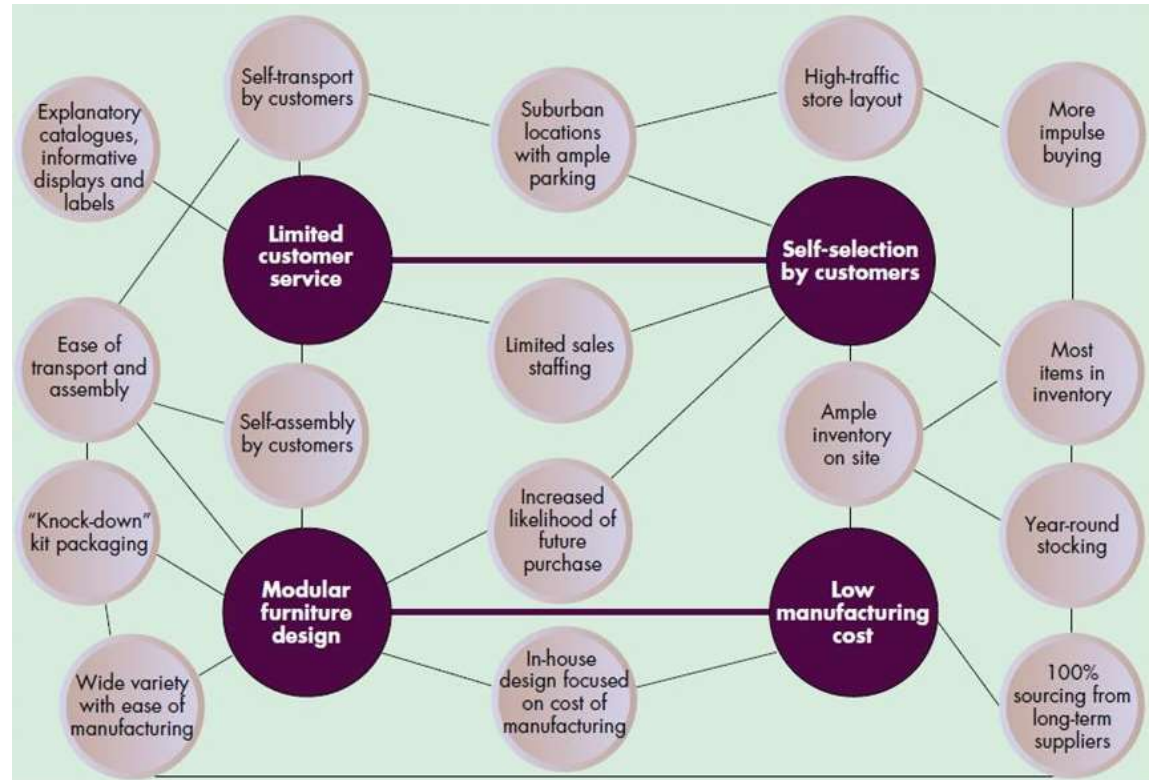 Self-transport
by customers
High-traffic
store layout
Explanatory
catalogues,
informative
displays and
labels
Suburban
locations
with ample
parking
More
impulse
buying
Limited
customer
service
Self-selection
by customers
Ease of
transport and
assembly
Limited sales
staffing
Most
items in
inventory
Self-assembly
by customers
Ample
inventory
on site
"Knock-down"
kit packaging
Increased
likelihood of
future
purchase
Year-round
stocking
Modular
furniture
design
Low
manufacturing
cost
Wide variety
with ease of
manufacturing
In-house
design focused
on cost of
manufacturing
100%
sourcing from
long-term
suppliers